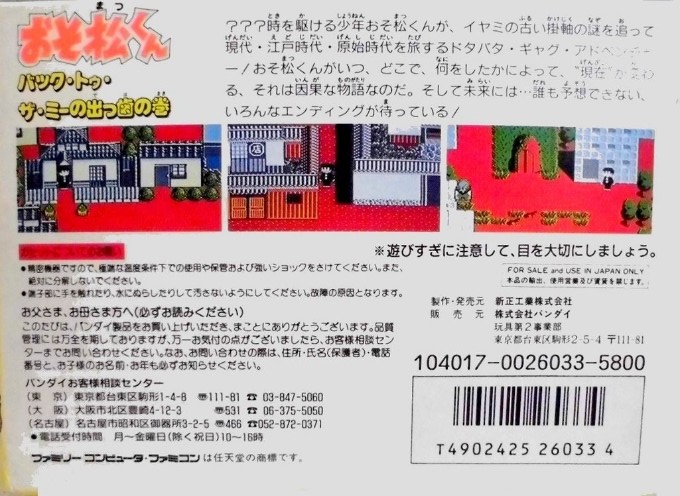 おそ松くん
バック・トゥ・
ザ・ミーの出っ歯の巻
???時を駆ける少年おそ松くんが、イヤミの古い掛軸の謎を追って
現代・江戸時代・原始時代を旅するドタバタ・ギャグ・アドベンチャ
ー!おそ松くんがいつ、どこで、何をしたかによって、“現在”がかわ
る、それは因果な物語なのだ。そして未来には…誰も予想できない、
いろんなエンディングが待っている!
※遊びすぎに注意して、目を大切にしましょう。
●精密機器ですので、極端な温度条件下での使用や保管および強いショックをさけてください。また、
絶対に分解しないでください。
●端子部に手を触れたり、水にぬらしたりして汚さないようにしてください。故障の原因となります。
お父さま、お母さま方へ(必ずお読みください)
このたびは、バンダイ製品をお買い上げいただき、まことにありがとうございます。品質
管理には万全を期しておりますが、万一お気付の点がございましたら、お客様相談セン
ターまでお問い合わせください。なお、お問い合わせの際は、住所・氏名(保護者)・電話
番号と、お子様のお名前・お年も必ずお知らせください。
バンダイお客様相談センター
(東 京)東京都台東区駒形1-4-8 〒111-81 ☎03-847-5060
(大 阪)大阪市北区豊崎4-12-3 〒531 ☎06-375-5050
(名古屋)名古屋市昭和区御器所3-2-5 〒466 ☎052-872-0371
●電話受付時間 月～金曜日(除く祝日)10～16時
ファミリーコンピュータ・ファミコンは任天堂の商標です。
FOR SALE and USE IN JAPAN ONLY
本品の輸出、使用営業及び賃貸を禁じます。
製作・発売元 新正工業株式会社
販 売 元 株式会社バンダイ
玩具第2事業部
東京都台東区駒形2-5-4 〒111-81
104017-0026033-5800
T4902425 26033 4